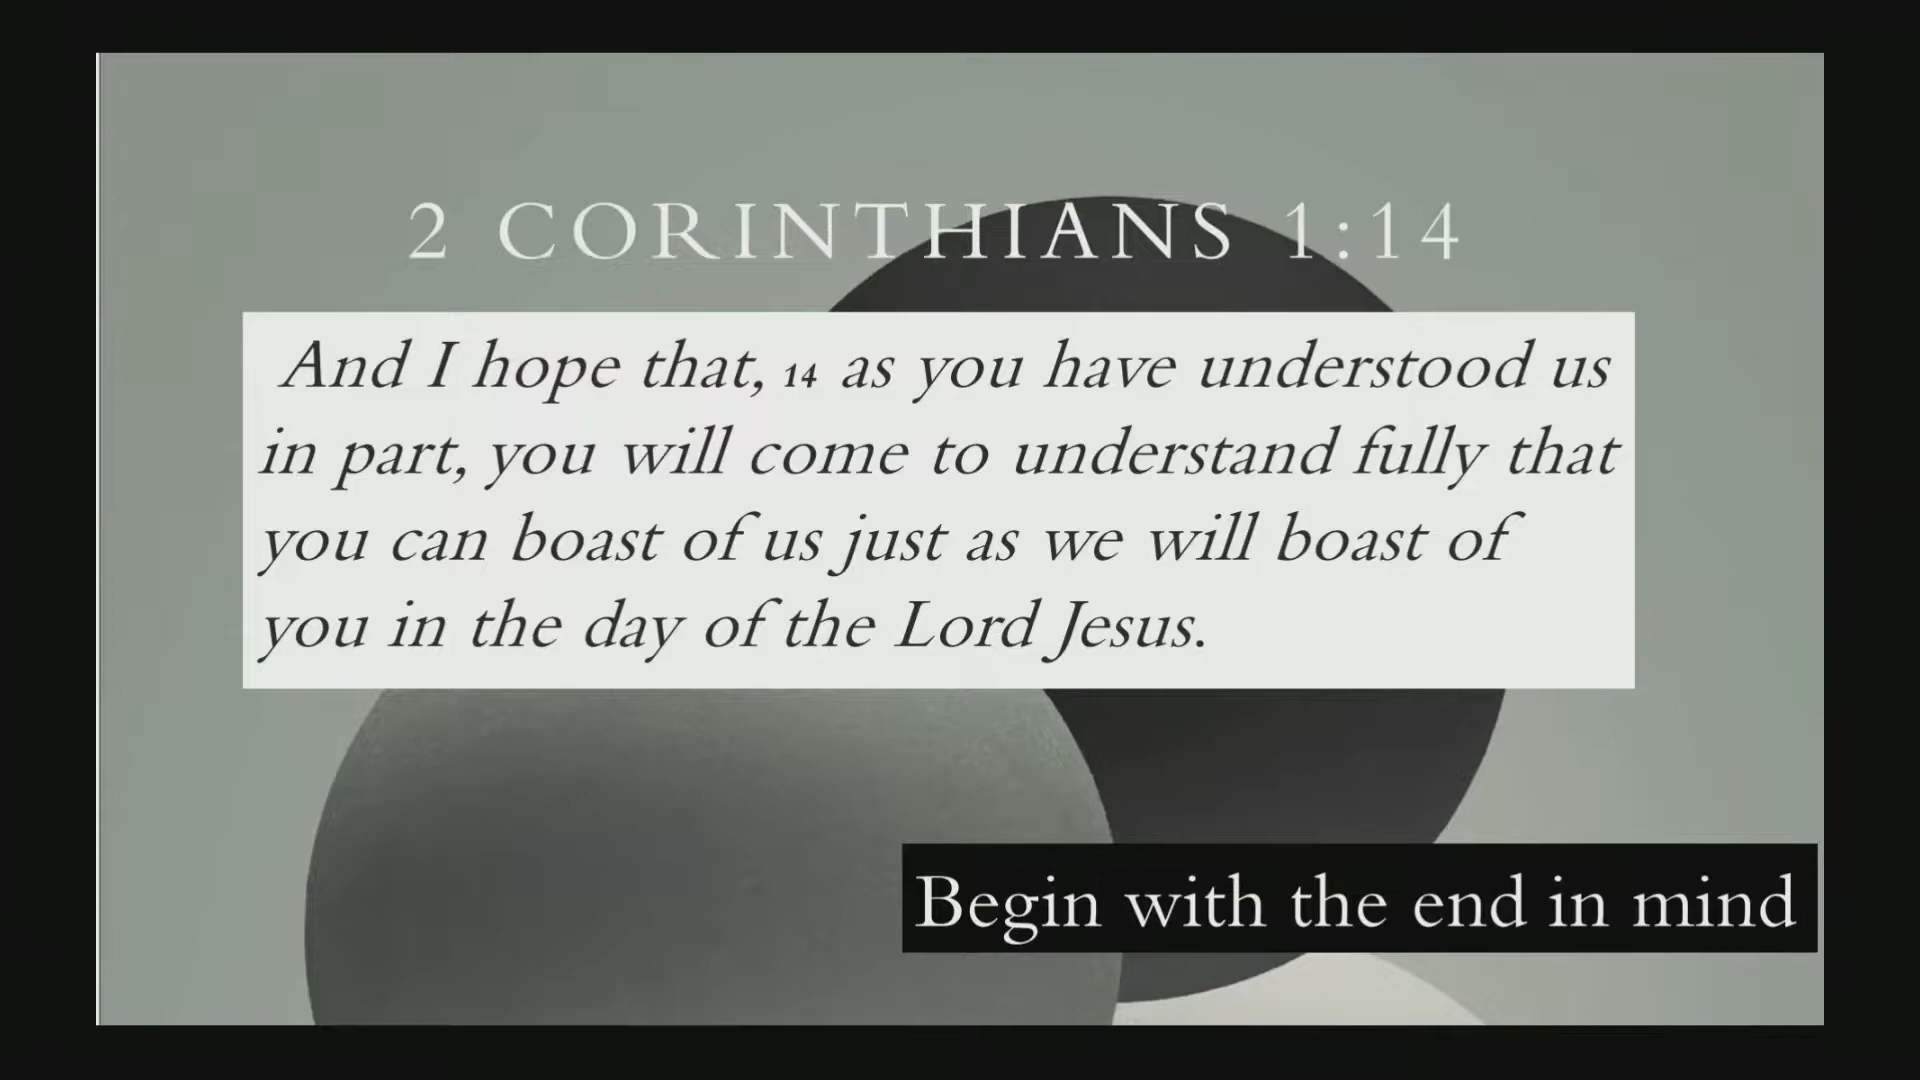 2 CORINTHIANS 1:14
And I hope that, 14 as you have understood us
in part, you will come to understand fully that
you can boast of us just as we will boast of
you in the day of the Lord Jesus.
Begin with the end in mind